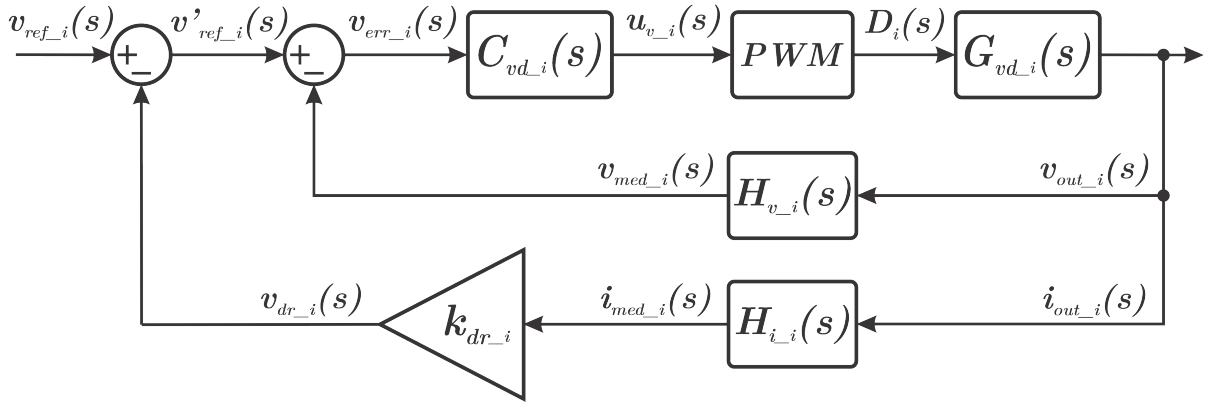 v_ref_i(s) v'_ref_i(s) v_err_i(s) C_vd_i(s) u_v_i(s) PWM D_i(s) G_vd_i(s)
+ − + −
v_med_i(s) H_v_i(s) v_out_i(s)
v_dr_i(s) k_dr_i i_med_i(s) H_i_i(s) i_out_i(s)